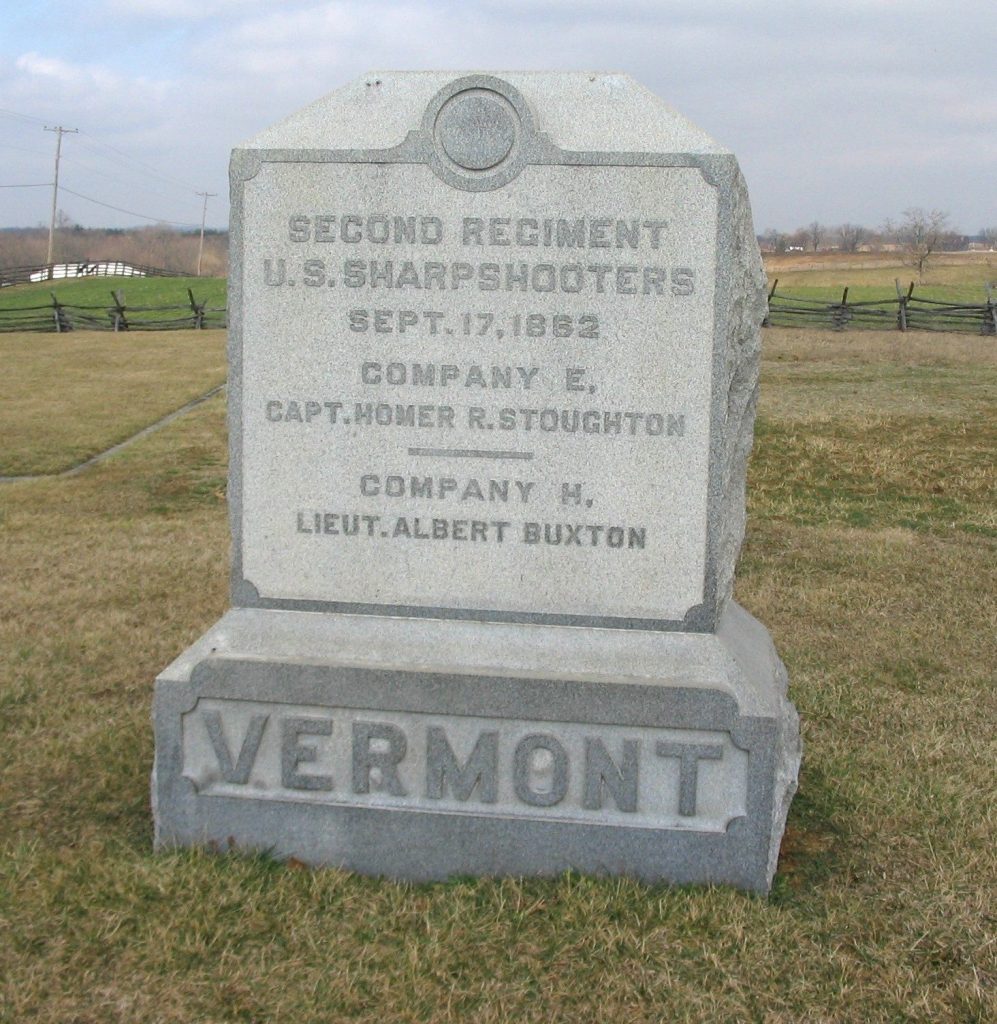 SECOND REGIMENT
U.S. SHARPSHOOTERS
SEPT. 17, 1862
COMPANY E,
CAPT. HOMER R. STOUGHTON
COMPANY H,
LIEUT. ALBERT BUXTON
VERMONT